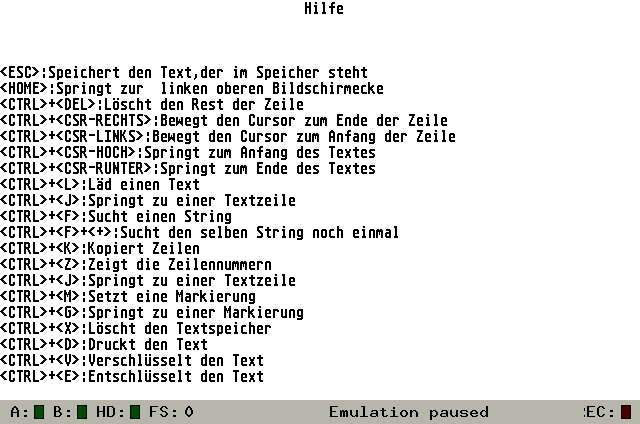 Hilfe
<ESC>:Speichert den Text,der im Speicher steht
<HOME>:Springt zur  linken oberen Bildschirmecke
<CTRL>+<DEL>:Löscht den Rest der Zeile
<CTRL>+<CSR-RECHTS>:Bewegt den Cursor zum Ende der Zeile
<CTRL>+<CSR-LINKS>:Bewegt den Cursor zum Anfang der Zeile
<CTRL>+<CSR-HOCH>:Springt zum Anfang des Textes
<CTRL>+<CSR-RUNTER>:Springt zum Ende des Textes
<CTRL>+<L>:Läd einen Text
<CTRL>+<J>:Springt zu einer Textzeile
<CTRL>+<F>:Sucht einen String
<CTRL>+<F>+<+>:Sucht den selben String noch einmal
<CTRL>+<K>:Kopiert Zeilen
<CTRL>+<Z>:Zeigt die Zeilennummern
<CTRL>+<J>:Springt zu einer Textzeile
<CTRL>+<M>:Setzt eine Markierung
<CTRL>+<G>:Springt zu einer Markierung
<CTRL>+<X>:Löscht den Textspeicher
<CTRL>+<D>:Druckt den Text
<CTRL>+<V>:Verschlüsselt den Text
<CTRL>+<E>:Entschlüsselt den Text
A: B: HD: FS: 0 Emulation paused EC: